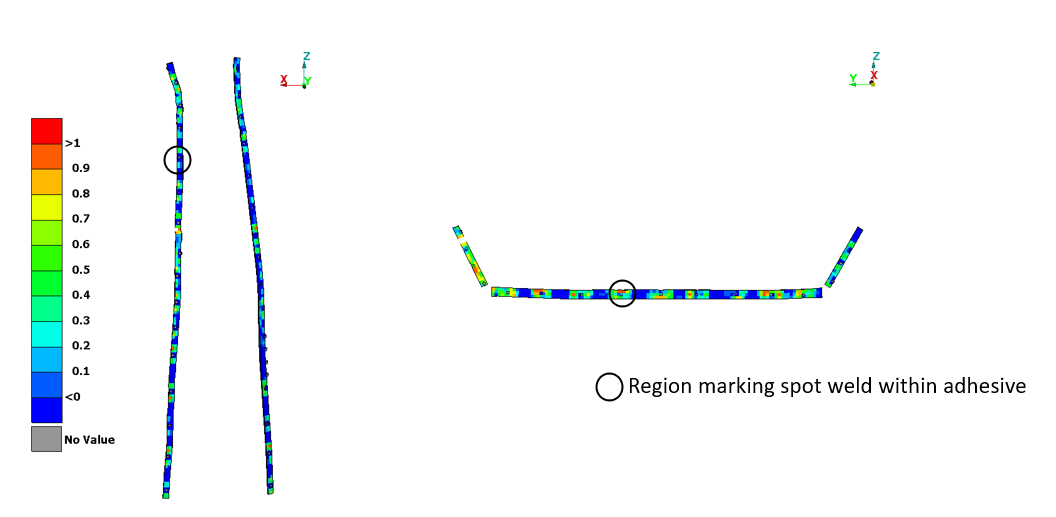 Z
X
Y
Z
Y
X
>1
0.9
0.8
0.7
0.6
0.5
0.4
0.3
0.2
0.1
<0
No Value
Region marking spot weld within adhesive